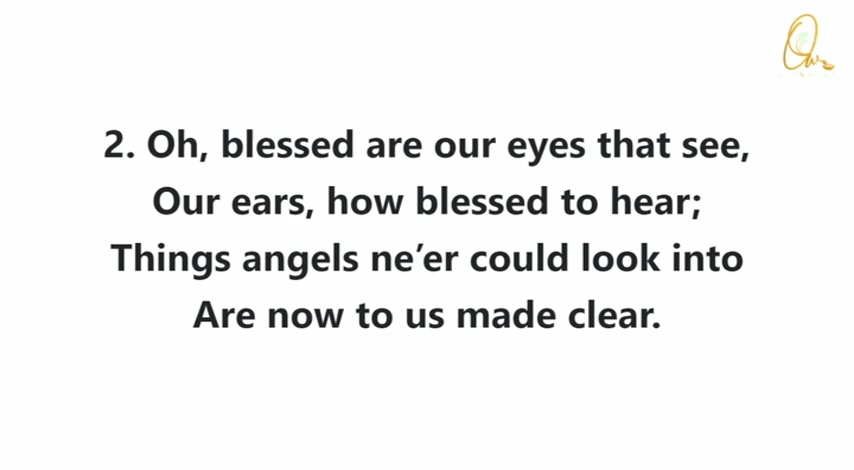 2. Oh, blessed are our eyes that see,
Our ears, how blessed to hear;
Things angels ne’er could look into
Are now to us made clear.